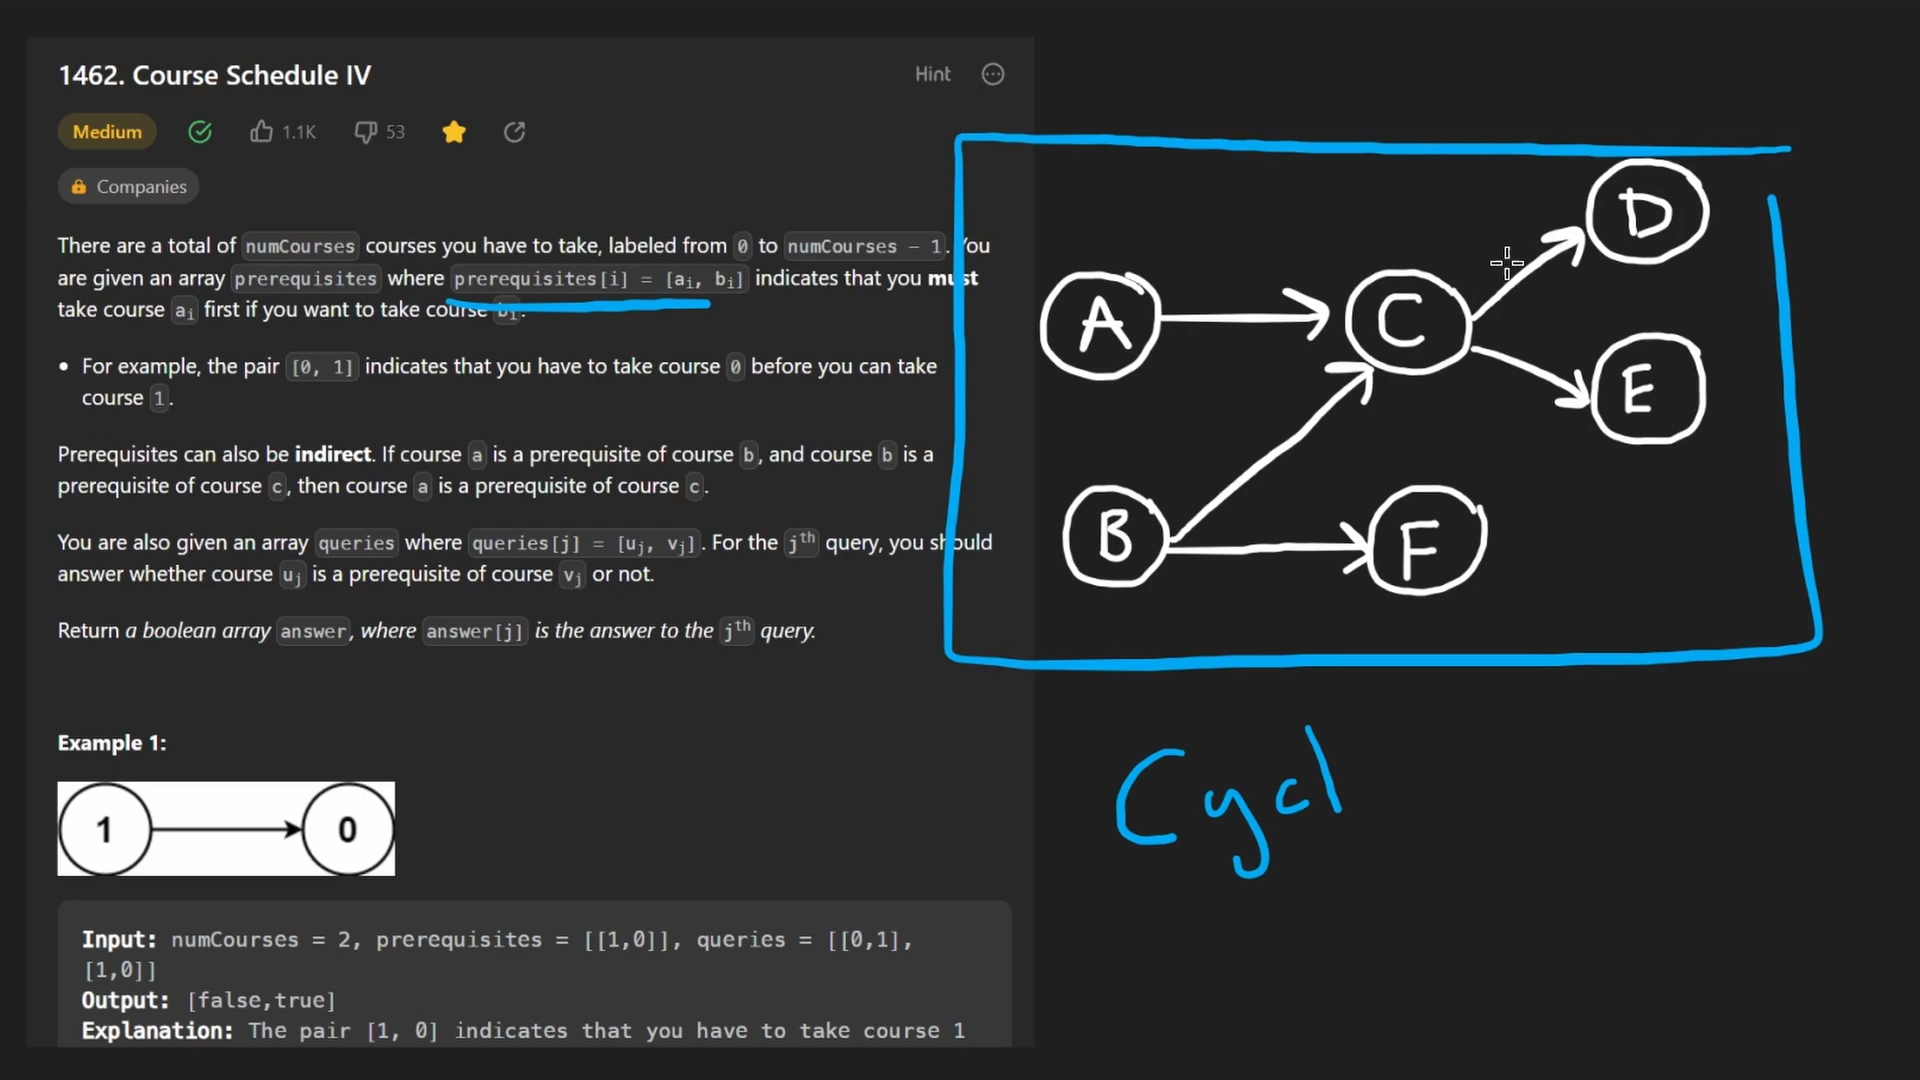 1462. Course Schedule IV
Hint
Medium
1.1K
53
Companies
There are a total of numCourses courses you have to take, labeled from 0 to numCourses - 1. You
are given an array prerequisites where prerequisites[i] = [ai, bi] indicates that you must
take course ai first if you want to take course bi.
• For example, the pair [0, 1] indicates that you have to take course 0 before you can take
course 1.
Prerequisites can also be indirect. If course a is a prerequisite of course b, and course b is a
prerequisite of course c, then course a is a prerequisite of course c.
You are also given an array queries where queries[j] = [uj, vj]. For the jth query, you should
answer whether course uj is a prerequisite of course vj or not.
Return a boolean array answer, where answer[j] is the answer to the jth query.
Example 1:
1
0
Input: numCourses = 2, prerequisites = [[1,0]], queries = [[0,1],
[1,0]]
Output: [false,true]
Explanation: The pair [1, 0] indicates that you have to take course 1
D
A
C
E
B
F
Cycl